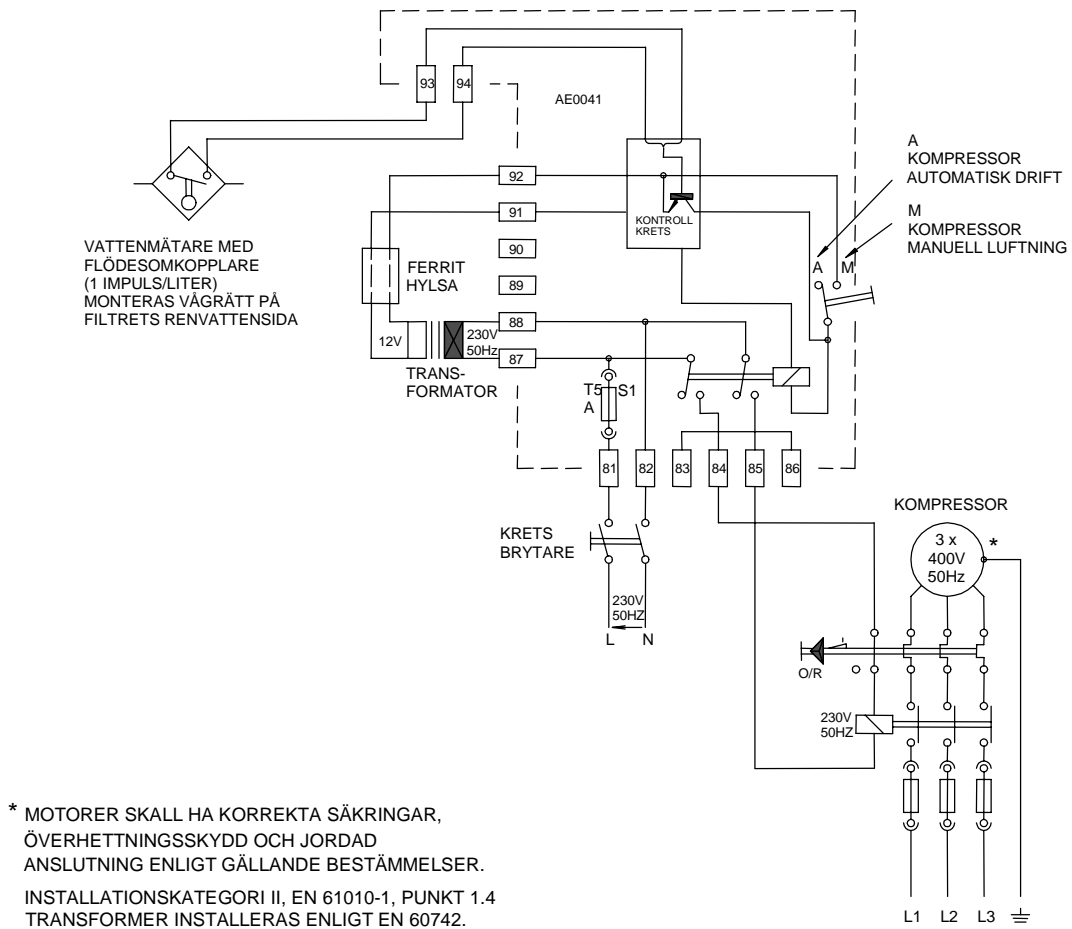 93
94
AE0041
A
KOMPRESSOR
AUTOMATISK DRIFT
M
KOMPRESSOR
MANUELL LUFTNING
92
91
90
89
88
87
KONTROLL
KRETS
A
M
VATTENMÄTARE MED
FLÖDESOMKOPPLARE
(1 IMPULS/LITER)
MONTERAS VÅGRÄTT PÅ
FILTRETS RENVATTENSIDA
FERRIT
HYLSA
12V
230V
50Hz
TRANS-
FORMATOR
T5
A
S1
81
82
83
84
85
86
KRETS
BRYTARE
230V
50HZ
L
N
KOMPRESSOR
3 x
400V
50Hz
*
O/R
230V
50HZ
L1
L2
L3
* MOTORER SKALL HA KORREKTA SÄKRINGAR,
ÖVERHETTNINGSSKYDD OCH JORDAD
ANSLUTNING ENLIGT GÄLLANDE BESTÄMMELSER.
INSTALLATIONSKATEGORI II, EN 61010-1, PUNKT 1.4
TRANSFORMER INSTALLERAS ENLIGT EN 60742.